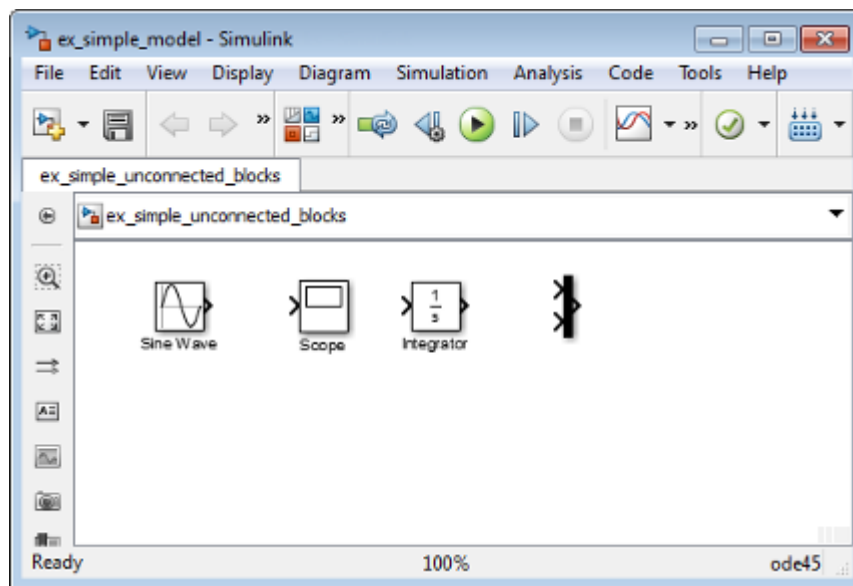 ex_simple_model - Simulink
File Edit View Display Diagram Simulation Analysis Code Tools Help
ex_simple_unconnected_blocks
ex_simple_unconnected_blocks
1
s
Sine Wave Scope Integrator
Ready 100% ode45